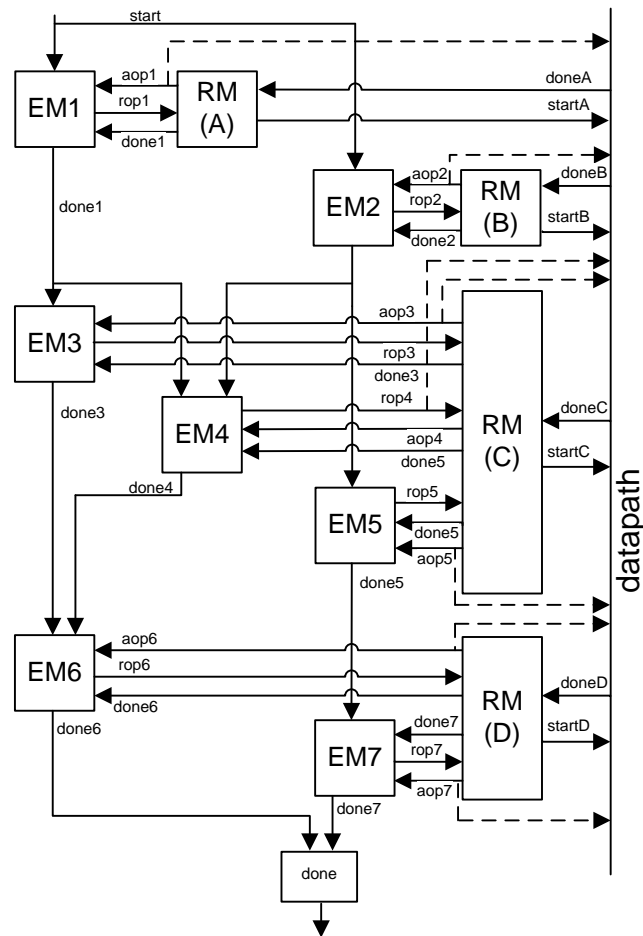 start
aop1
EM1
rop1
done1
RM
(A)
doneA
startA
done1
EM2
aop2
rop2
done2
RM
(B)
doneB
startB
EM3
aop3
rop3
done3
rop4
done3
EM4
aop4
done5
done4
RM
(C)
doneC
startC
datapath
EM5
rop5
done5
aop5
done5
EM6
aop6
rop6
done6
done6
RM
(D)
doneD
startD
EM7
done7
rop7
aop7
done7
done